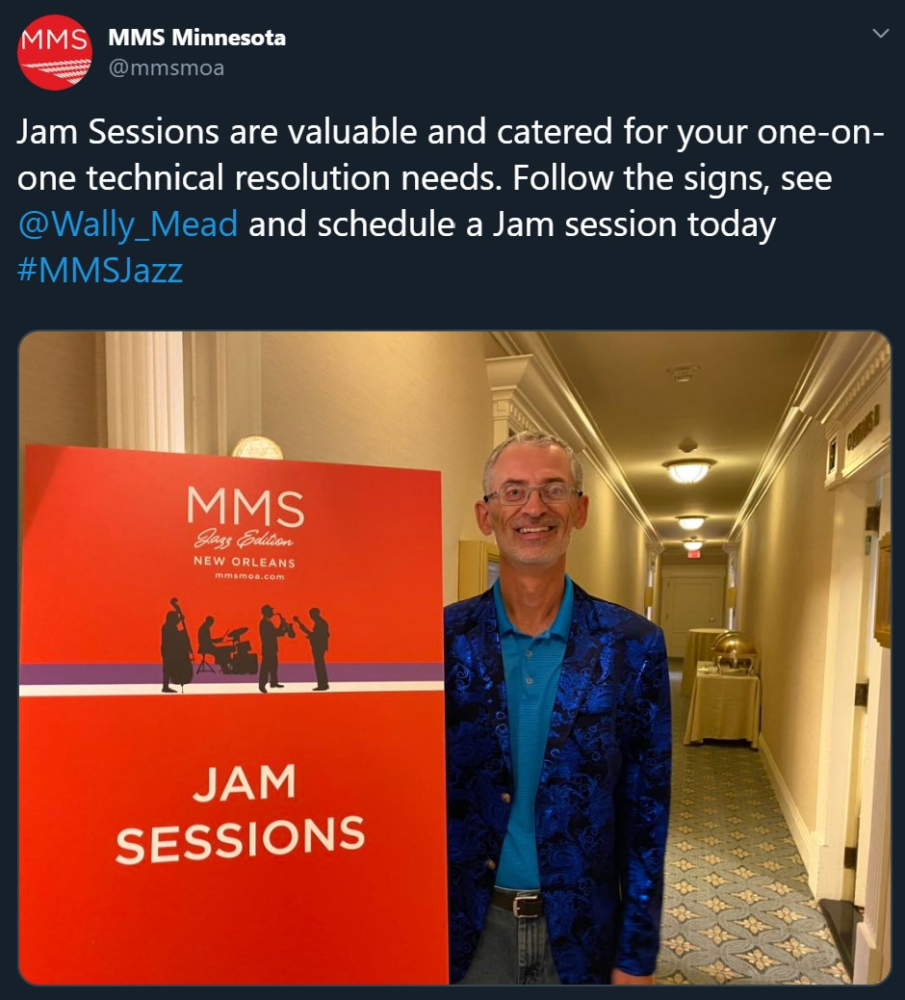 MMS
MMS Minnesota
@mmsmoa
Jam Sessions are valuable and catered for your one-on-
one technical resolution needs. Follow the signs, see
@Wally_Mead and schedule a Jam session today
#MMSJazz
MMS
Jazz Edition
NEW ORLEANS
mmsmoa.com
JAM
SESSIONS